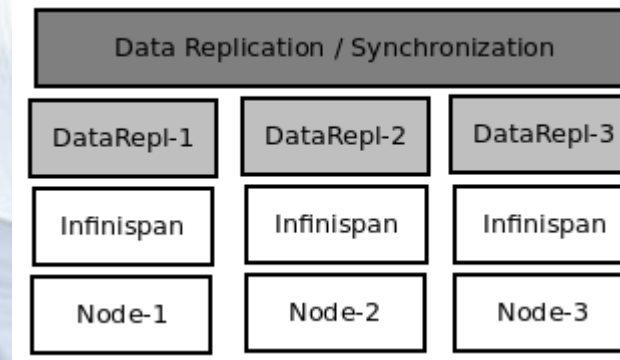 Data Replication / Synchronization
DataRepl-1 DataRepl-2 DataRepl-3
Infinispan Infinispan Infinispan
Node-1 Node-2 Node-3